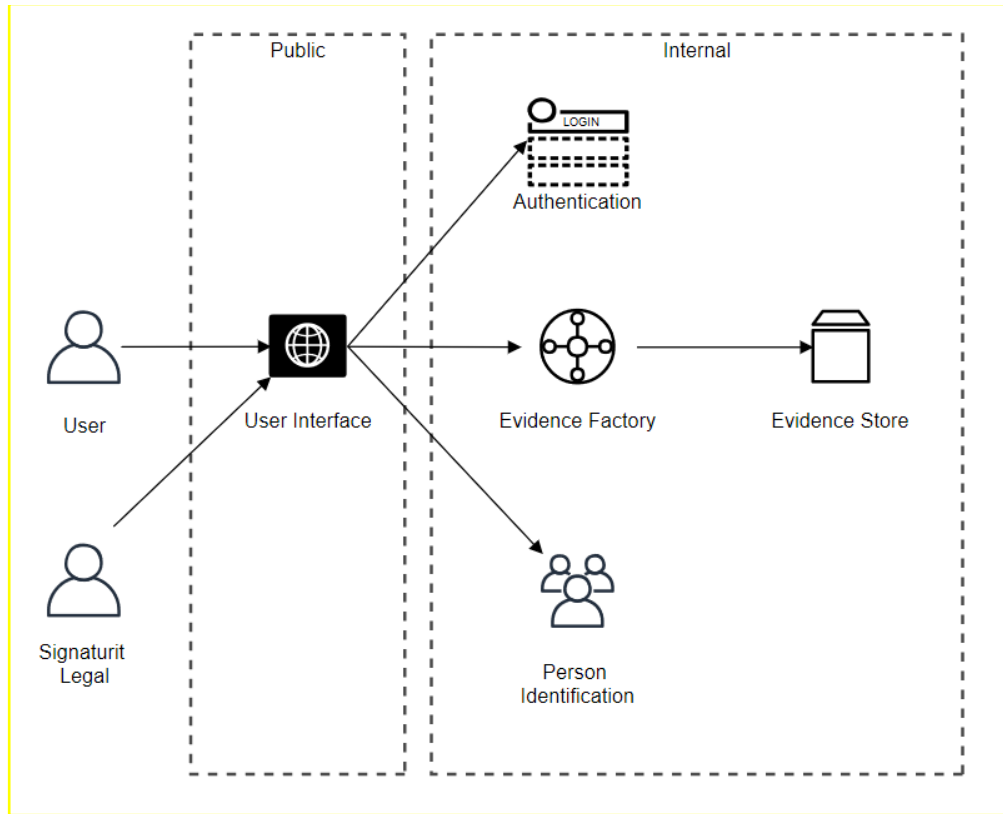 Public
Internal
LOGIN
Authentication
User
User Interface
Evidence Factory
Evidence Store
Signaturit
Legal
Person
Identification